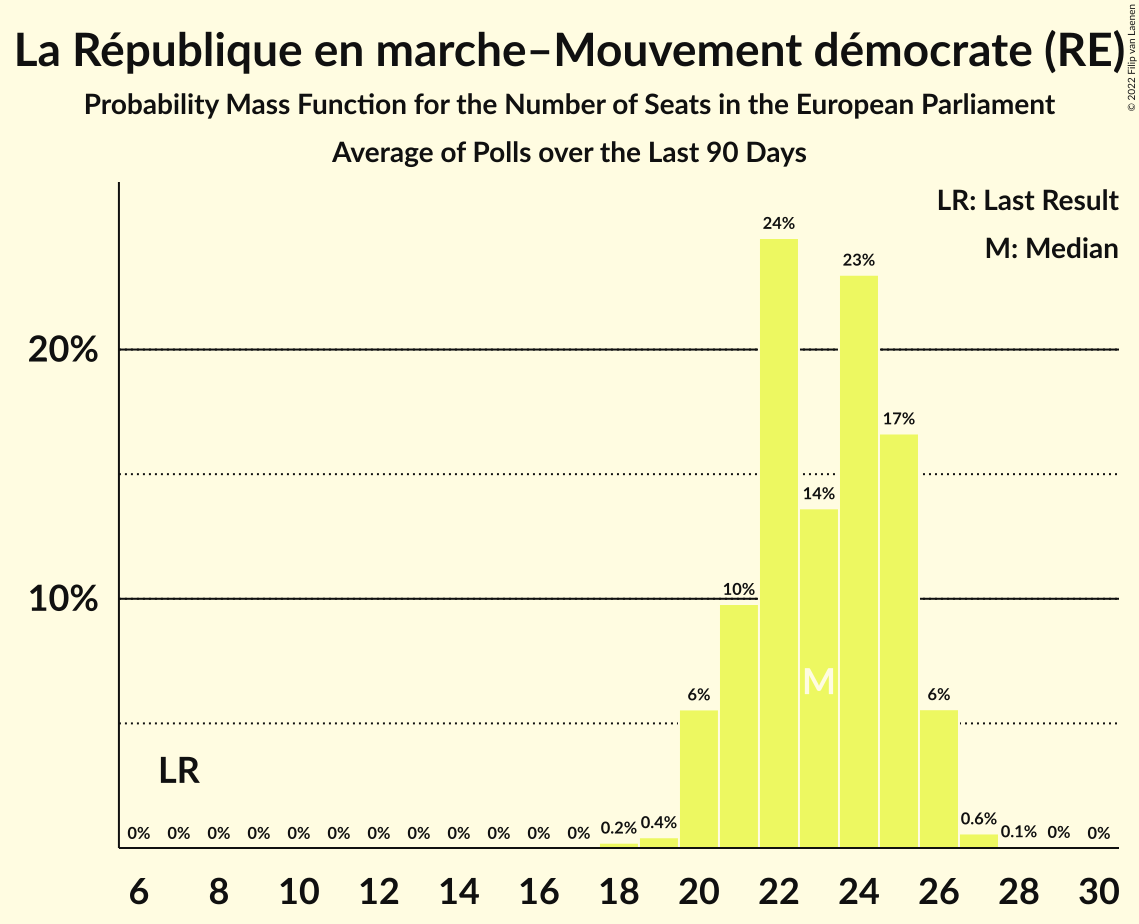 La République en marche–Mouvement démocrate (RE)
© 2022 Filip van Laenen
Probability Mass Function for the Number of Seats in the European Parliament
Average of Polls over the Last 90 Days
LR: Last Result
M: Median
24%
23%
20%
17%
14%
10%
10%
M
6%
6%
LR
0% 0% 0% 0% 0% 0% 0% 0% 0% 0% 0% 0% 0.2% 0.4% 0.6% 0.1% 0% 0%
6 8 10 12 14 16 18 20 22 24 26 28 30